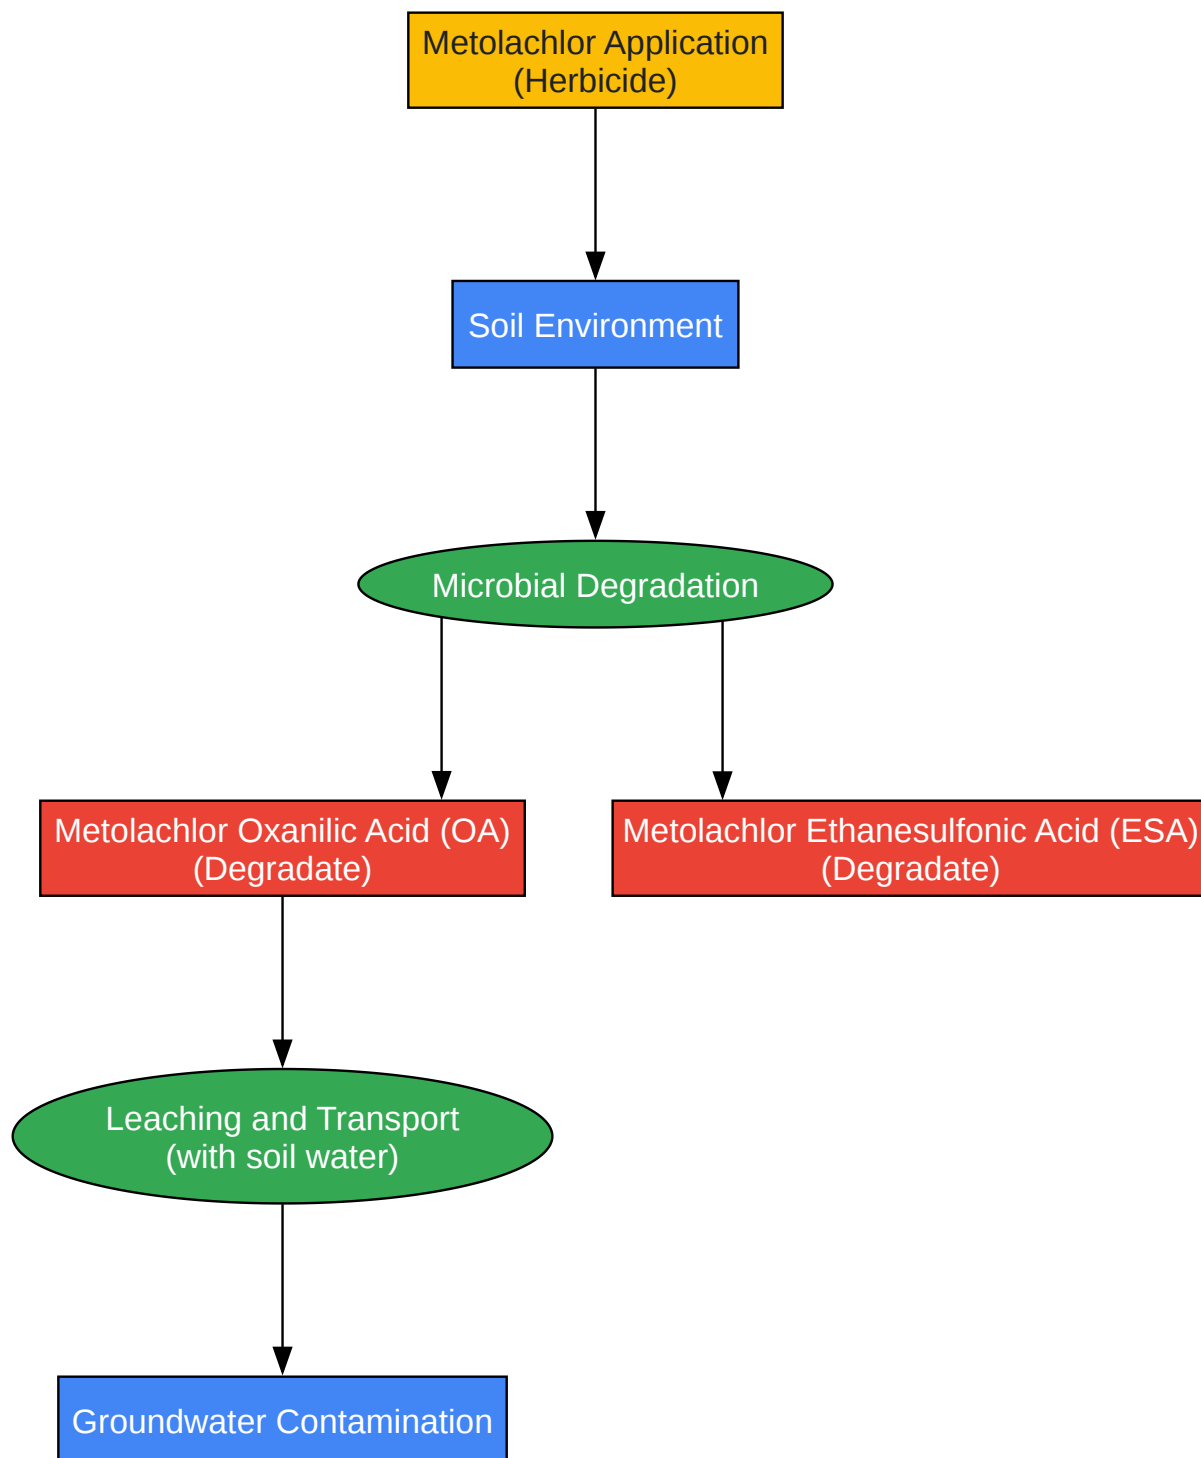 Metolachlor Application
(Herbicide)
Soil Environment
Microbial Degradation
Metolachlor Oxanilic Acid (OA)
(Degradate)
Metolachlor Ethanesulfonic Acid (ESA)
(Degradate)
Leaching and Transport
(with soil water)
Groundwater Contamination